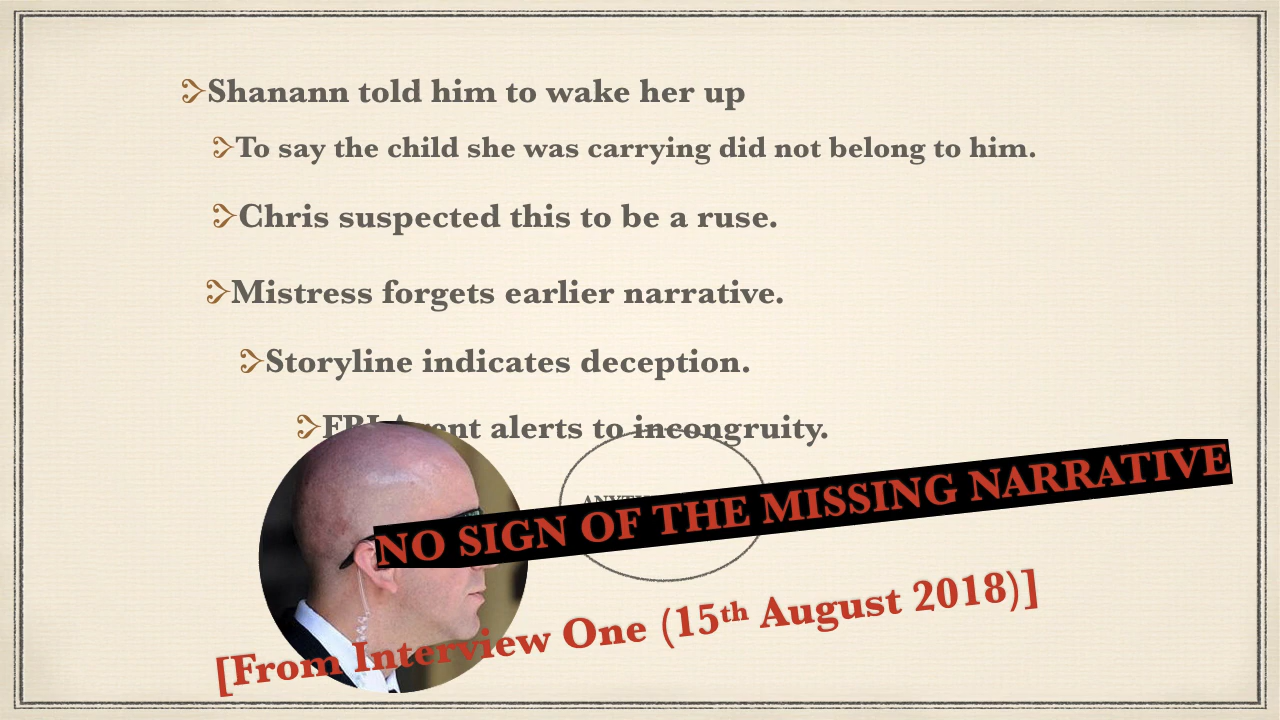 Shanann told him to wake her up
To say the child she was carrying did not belong to him.
Chris suspected this to be a ruse.
Mistress forgets earlier narrative.
Storyline indicates deception.
FBI Agent alerts to incongruity.
NO SIGN OF THE MISSING NARRATIVE
[From Interview One (15th August 2018)]